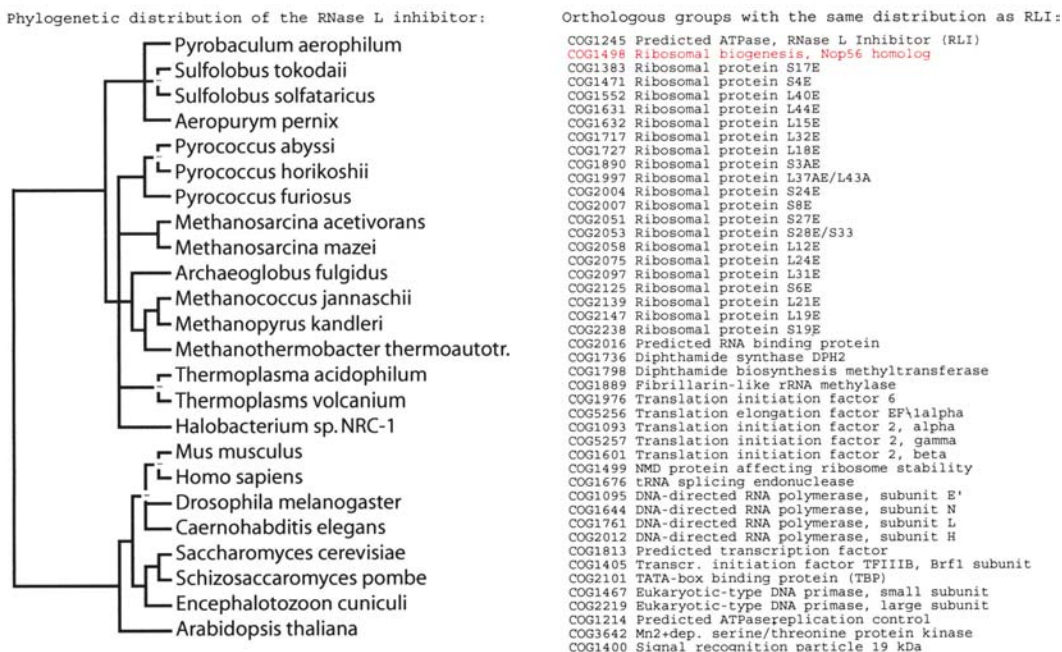 Phylogenetic distribution of the RNase L inhibitor:
Pyrobaculum aerophilum
Sulfolobus tokodaii
Sulfolobus solfataricus
Aeropurym pernix
Pyrococcus abyssi
Pyrococcus horikoshii
Pyrococcus furiosus
Methanosarcina acetivorans
Methanosarcina mazei
Archaeoglobus fulgidus
Methanococcus jannaschii
Methanopyrus kandleri
Methanothermobacter thermoautotr.
Thermoplasma acidophilum
Thermoplasms volcanium
Halobacterium sp. NRC-1
Mus musculus
Homo sapiens
Drosophila melanogaster
Caernohabditis elegans
Saccharomyces cerevisiae
Schizosaccaromyces pombe
Encephalotozoon cuniculi
Arabidopsis thaliana
Orthologous groups with the same distribution as RLI:
COG1245 Predicted ATPase, RNase L Inhibitor (RLI)
COG1498 Ribosomal biogenesis, Nop56 homolog
COG1383 Ribosomal protein S17E
COG1471 Ribosomal protein S4E
COG1552 Ribosomal protein L40E
COG1631 Ribosomal protein L44E
COG1632 Ribosomal protein L15E
COG1717 Ribosomal protein L32E
COG1727 Ribosomal protein L18E
COG1890 Ribosomal protein S3AE
COG1997 Ribosomal protein L37AE/L43A
COG2004 Ribosomal protein S24E
COG2007 Ribosomal protein S8E
COG2051 Ribosomal protein S27E
COG2053 Ribosomal protein S28E/S33
COG2058 Ribosomal protein L12E
COG2075 Ribosomal protein L24E
COG2097 Ribosomal protein L31E
COG2125 Ribosomal protein S6E
COG2139 Ribosomal protein L21E
COG2147 Ribosomal protein L19E
COG2238 Ribosomal protein S19E
COG2016 Predicted RNA binding protein
COG1736 Diphthamide synthase DPH2
COG1798 Diphthamide biosynthesis methyltransferase
COG1889 Fibrillarin-like rRNA methylase
COG1976 Translation initiation factor 6
COG5256 Translation elongation factor EF\1alpha
COG1093 Translation initiation factor 2, alpha
COG5257 Translation initiation factor 2, gamma
COG1601 Translation initiation factor 2, beta
COG1499 NMD protein affecting ribosome stability
COG1676 tRNA splicing endonuclease
COG1095 DNA-directed RNA polymerase, subunit E'
COG1644 DNA-directed RNA polymerase, subunit N
COG1761 DNA-directed RNA polymerase, subunit L
COG2012 DNA-directed RNA polymerase, subunit H
COG1813 Predicted transcription factor
COG1405 Transcr. initiation factor TFIIIB, Brf1 subunit
COG2101 TATA-box binding protein (TBP)
COG1467 Eukaryotic-type DNA primase, small subunit
COG2219 Eukaryotic-type DNA primase, large subunit
COG1214 Predicted ATPasereplication control
COG3642 Mn2+dep. serine/threonine protein kinase
COG1400 Signal recognition particle 19 kDa